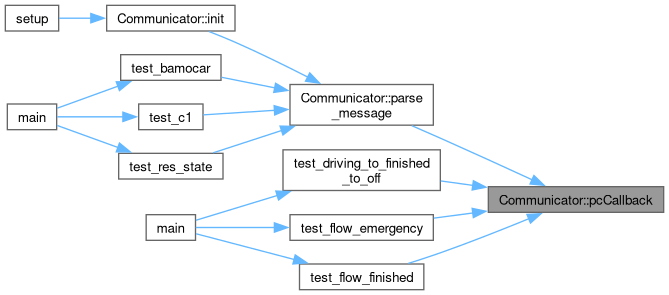 setup
Communicator::init
test_bamocar
main
test_c1
Communicator::parse
_message
test_res_state
test_driving_to_finished
_to_off
Communicator::pcCallback
main
test_flow_emergency
test_flow_finished